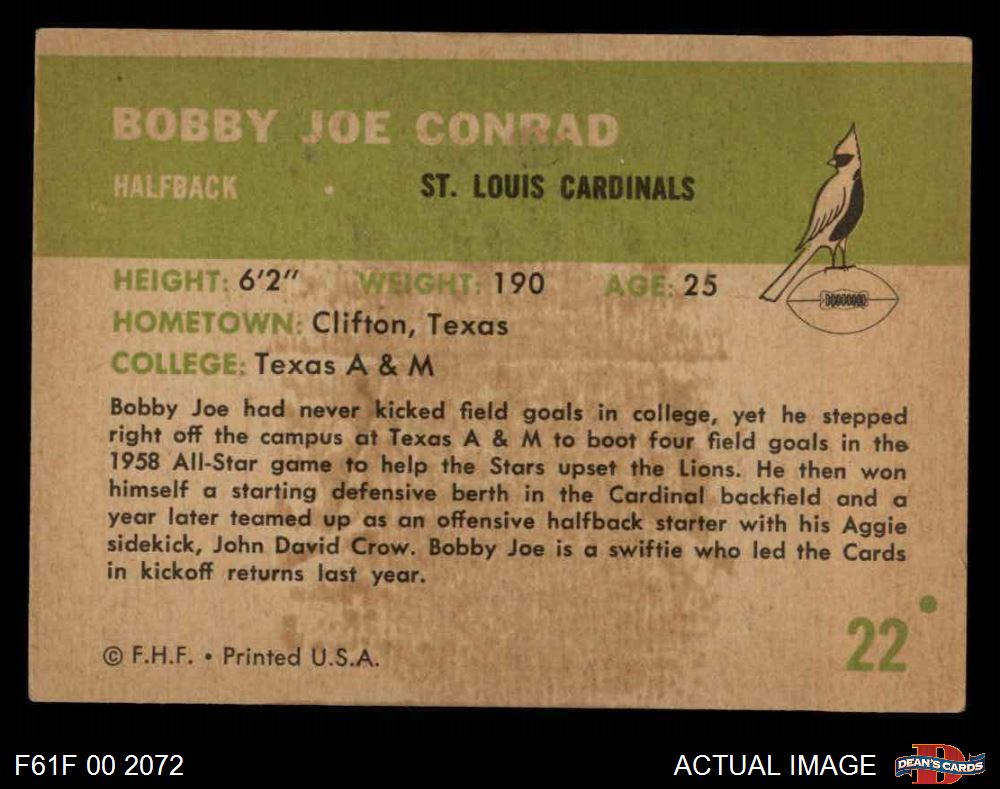 BOBBY JOE CONRAD
HALFBACK • ST. LOUIS CARDINALS
HEIGHT: 6'2" WEIGHT: 190 AGE: 25
HOMETOWN: Clifton, Texas
COLLEGE: Texas A & M
Bobby Joe had never kicked field goals in college, yet he stepped
right off the campus at Texas A & M to boot four field goals in the
1958 All-Star game to help the Stars upset the Lions. He then won
himself a starting defensive berth in the Cardinal backfield and a
year later teamed up as an offensive halfback starter with his Aggie
sidekick, John David Crow. Bobby Joe is a swiftie who led the Cards
in kickoff returns last year.
22
© F.H.F. • Printed U.S.A.
F61F 00 2072
ACTUAL IMAGE
DEAN'S CARDS